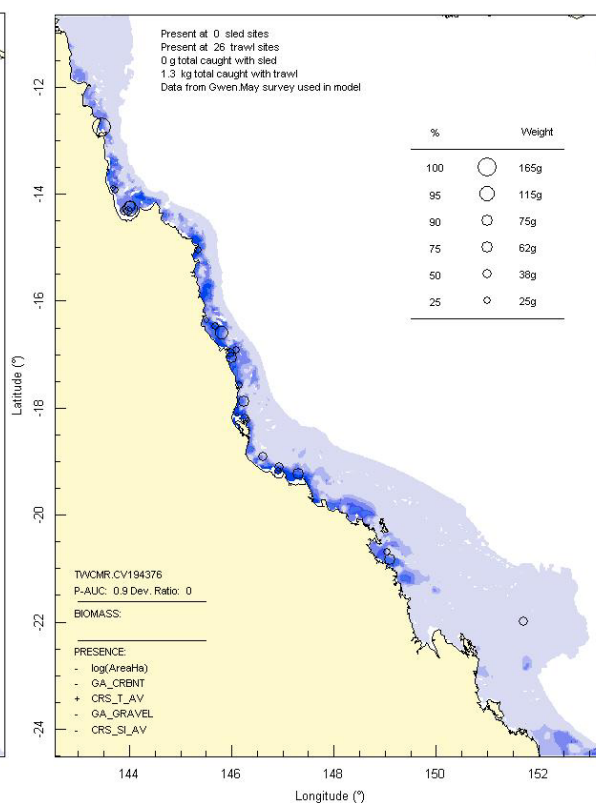 Present at 0 sled sites
Present at 26 trawl sites
0 g total caught with sled
1.3 kg total caught with trawl
Data from Gwen.May survey used in model
% Weight
100 165g
95 115g
90 75g
75 62g
50 38g
25 25g
-12
-14
-16
-18
-20
-22
-24
Latitude (°)
TWCMR.CV194376
P-AUC: 0.9 Dev. Ratio: 0
BIOMASS:
PRESENCE:
- log(AreaHa)
- GA_CRBNT
+ CRS_T_AV
- GA_GRAVEL
- CRS_SI_AV
144 146 148 150 152
Longitude (°)